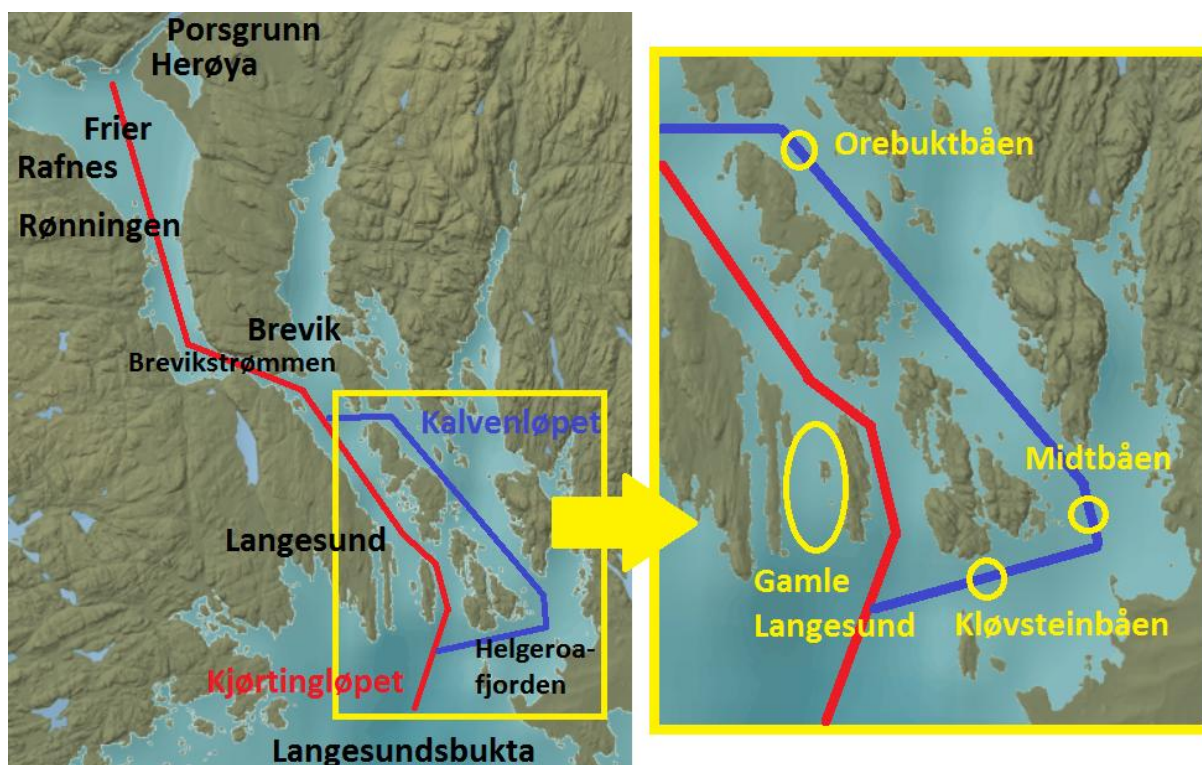 Porsgrunn
Herøya
Frier
Rafnes
Rønningen
Brevik
Brevikstrømmen
Kalvenløpet
Langesund
Helgeroa-
fjorden
Kjørtingløpet
Langesundsbukta
Orebuktbåen
Midtbåen
Gamle
Langesund
Kløvsteinbåen